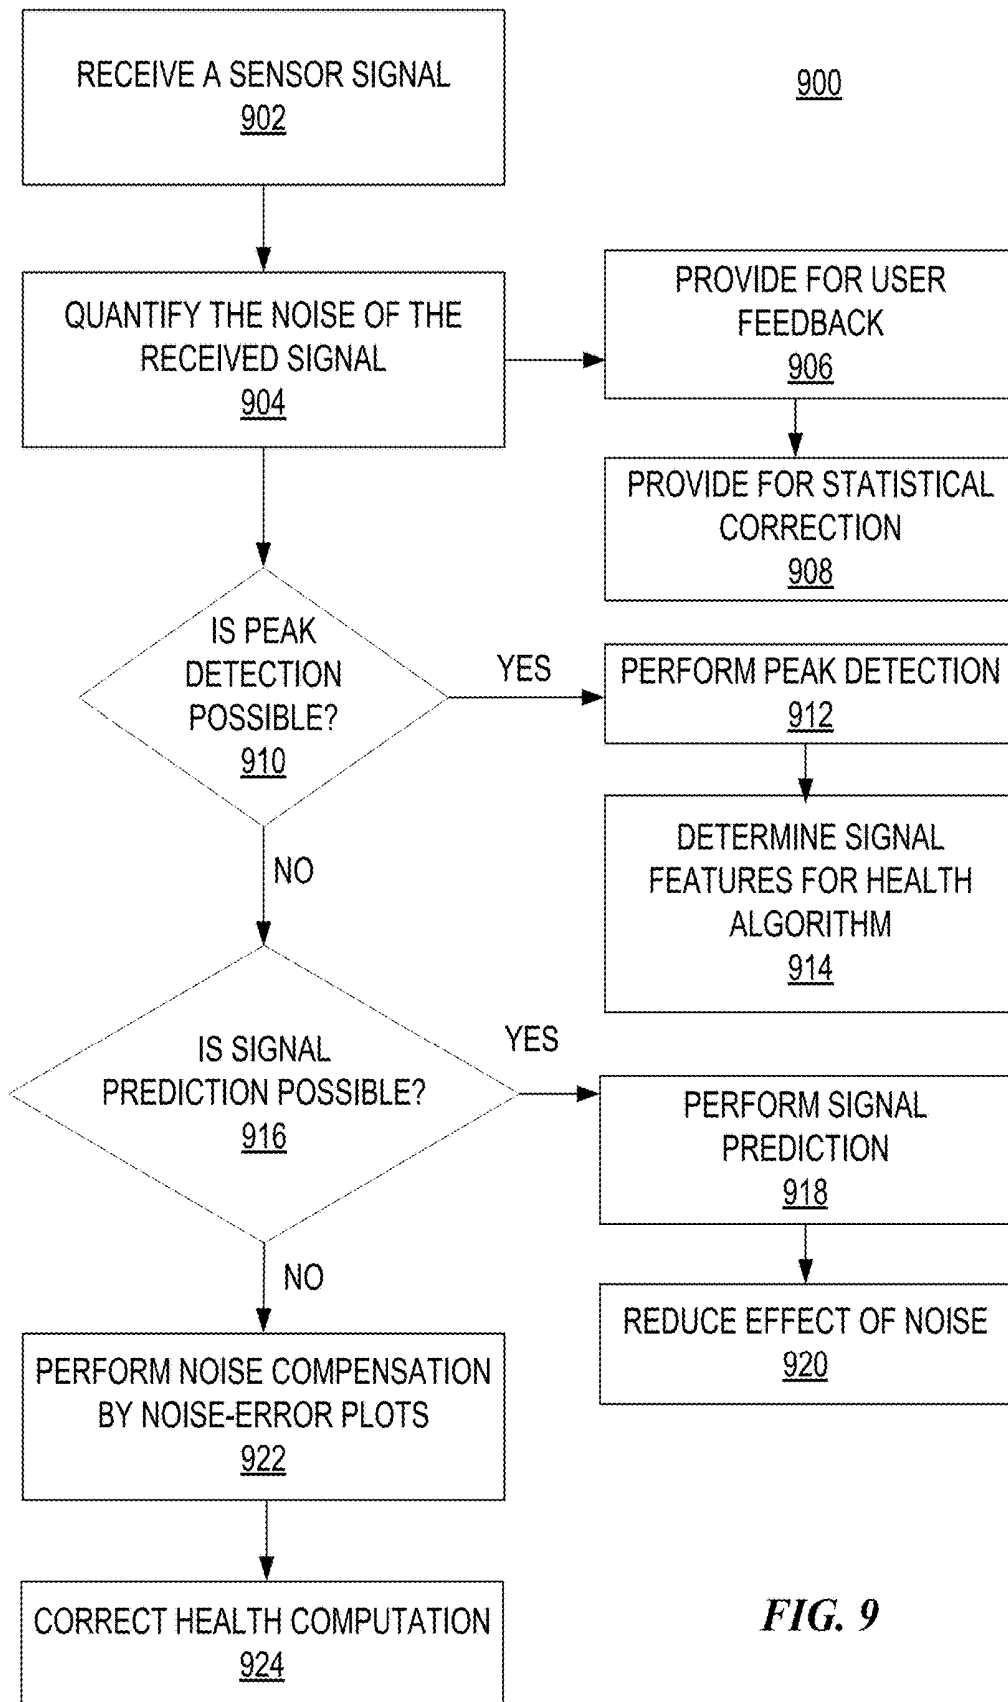 RECEIVE A SENSOR SIGNAL
902
900
QUANTIFY THE NOISE OF THE
RECEIVED SIGNAL
904
PROVIDE FOR USER
FEEDBACK
906
PROVIDE FOR STATISTICAL
CORRECTION
908
IS PEAK
DETECTION
POSSIBLE?
910
YES
PERFORM PEAK DETECTION
912
DETERMINE SIGNAL
FEATURES FOR HEALTH
ALGORITHM
914
NO
IS SIGNAL
PREDICTION POSSIBLE?
916
YES
PERFORM SIGNAL
PREDICTION
918
REDUCE EFFECT OF NOISE
920
NO
PERFORM NOISE COMPENSATION
BY NOISE-ERROR PLOTS
922
CORRECT HEALTH COMPUTATION
924
FIG. 9